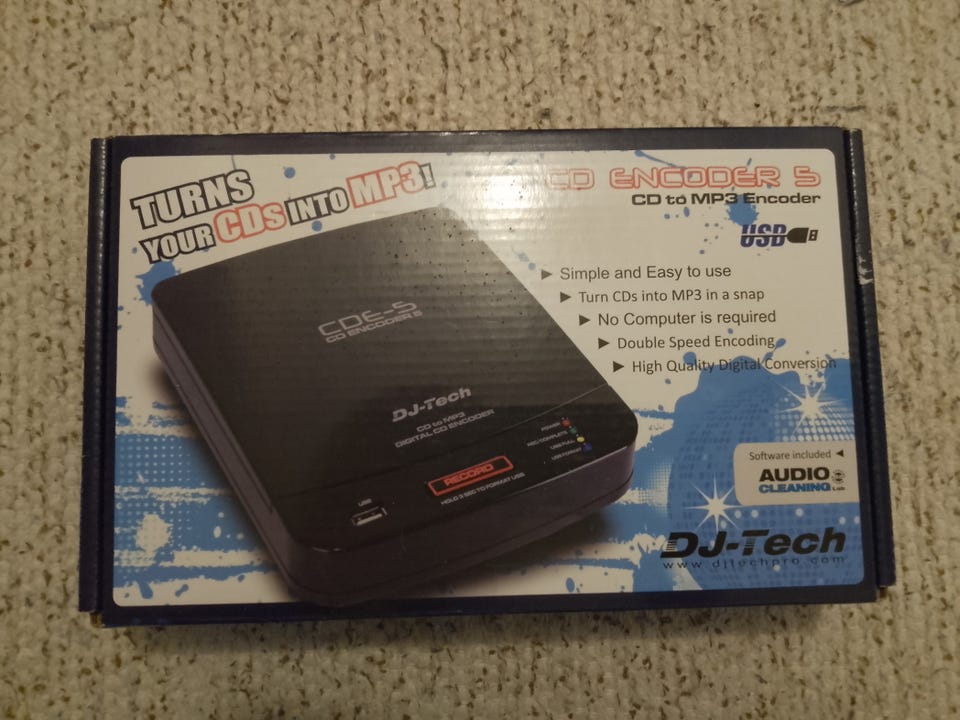 TURNS
YOUR CDs INTO MP3!
CD ENCODER 5
CD to MP3 Encoder
USB
Simple and Easy to use
Turn CDs into MP3 in a snap
No Computer is required
Double Speed Encoding
High Quality Digital Conversion
CDE-5
CD ENCODER 5
DJ-Tech
CD to MP3
DIGITAL CD ENCODER
POWER
REC/COMPLETE
USB FULL
USB FORMAT
RECORD
HOLD 3 SEC TO FORMAT USB
USB
Software included
AUDIO
CLEANING Lab
DJ-Tech
www.djtechpro.com